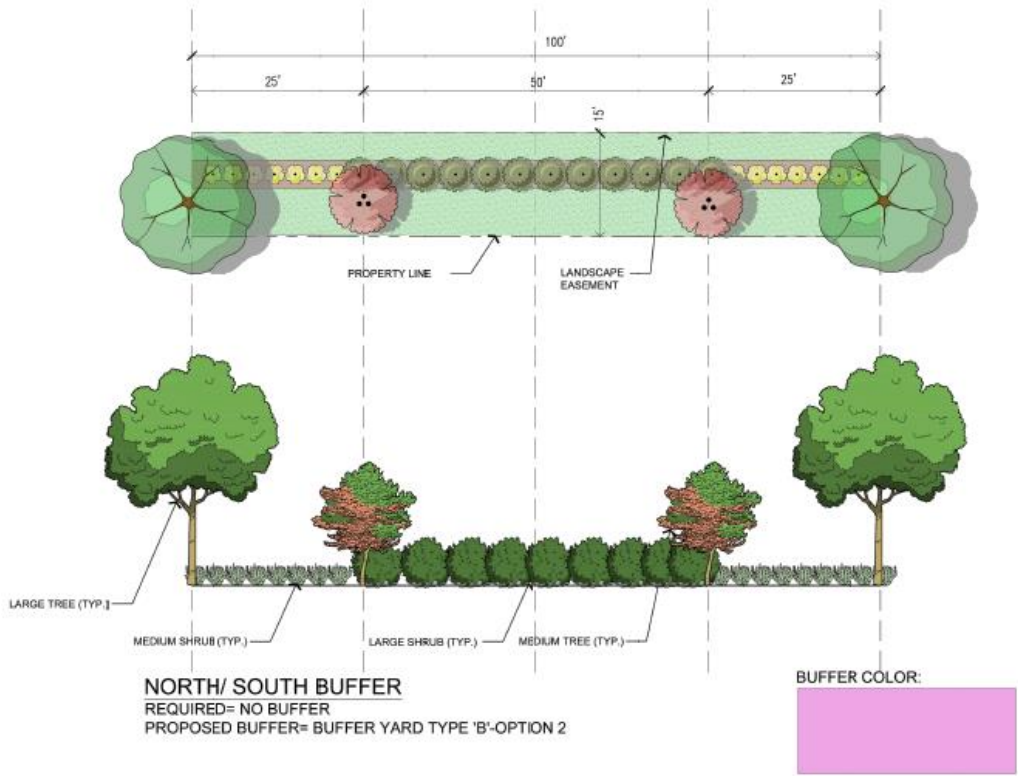 100'
25'
50'
25'
15'
PROPERTY LINE
LANDSCAPE
EASEMENT
LARGE TREE (TYP.)
MEDIUM SHRUB (TYP.)
LARGE SHRUB (TYP.)
MEDIUM TREE (TYP.)
NORTH/ SOUTH BUFFER
REQUIRED= NO BUFFER
PROPOSED BUFFER= BUFFER YARD TYPE 'B'-OPTION 2
BUFFER COLOR: